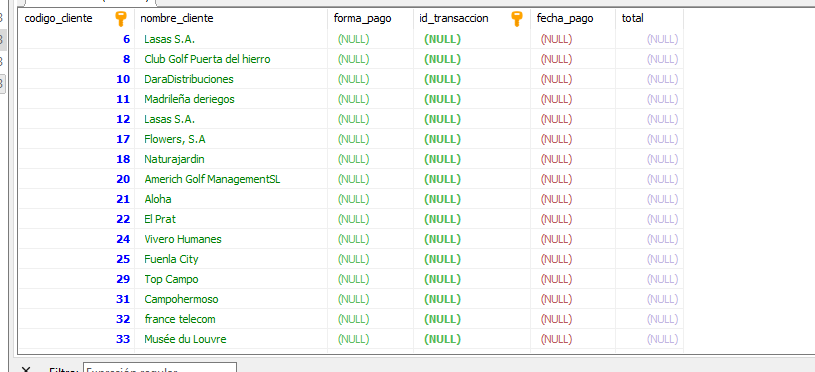 codigo_cliente nombre_cliente forma_pago id_transaccion fecha_pago total
6 Lasas S.A. (NULL) (NULL) (NULL) (NULL)
8 Club Golf Puerta del hierro (NULL) (NULL) (NULL) (NULL)
10 DaraDistribuciones (NULL) (NULL) (NULL) (NULL)
11 Madrileña deriegos (NULL) (NULL) (NULL) (NULL)
12 Lasas S.A. (NULL) (NULL) (NULL) (NULL)
17 Flowers, S.A (NULL) (NULL) (NULL) (NULL)
18 Naturajardin (NULL) (NULL) (NULL) (NULL)
20 Americh Golf ManagementSL (NULL) (NULL) (NULL) (NULL)
21 Aloha (NULL) (NULL) (NULL) (NULL)
22 El Prat (NULL) (NULL) (NULL) (NULL)
24 Vivero Humanes (NULL) (NULL) (NULL) (NULL)
25 Fuenla City (NULL) (NULL) (NULL) (NULL)
29 Top Campo (NULL) (NULL) (NULL) (NULL)
31 Campohermoso (NULL) (NULL) (NULL) (NULL)
32 france telecom (NULL) (NULL) (NULL) (NULL)
33 Musée du Louvre (NULL) (NULL) (NULL) (NULL)
Filtro: Expresión regular